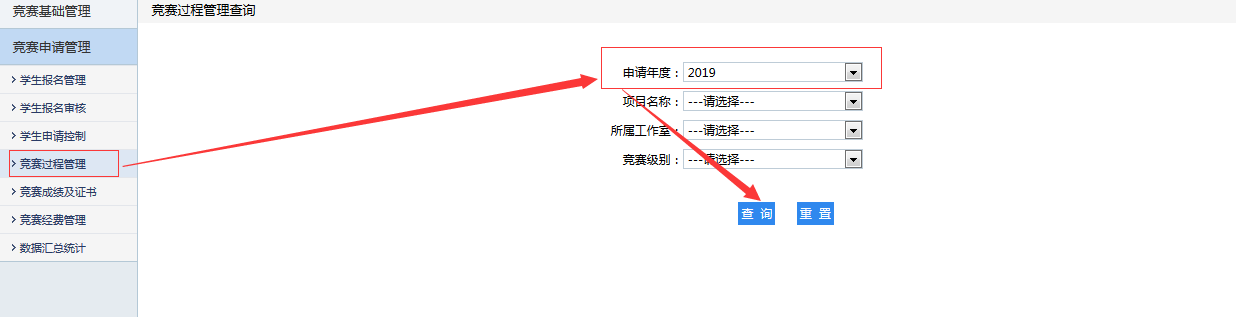 竞赛基础管理
竞赛过程管理查询
竞赛申请管理
学生报名管理
学生报名审核
学生申请控制
竞赛过程管理
竞赛成绩及证书
竞赛经费管理
数据汇总统计
申请年度：2019
项目名称：---请选择---
所属工作室：---请选择---
竞赛级别：---请选择---
查 询 重 置